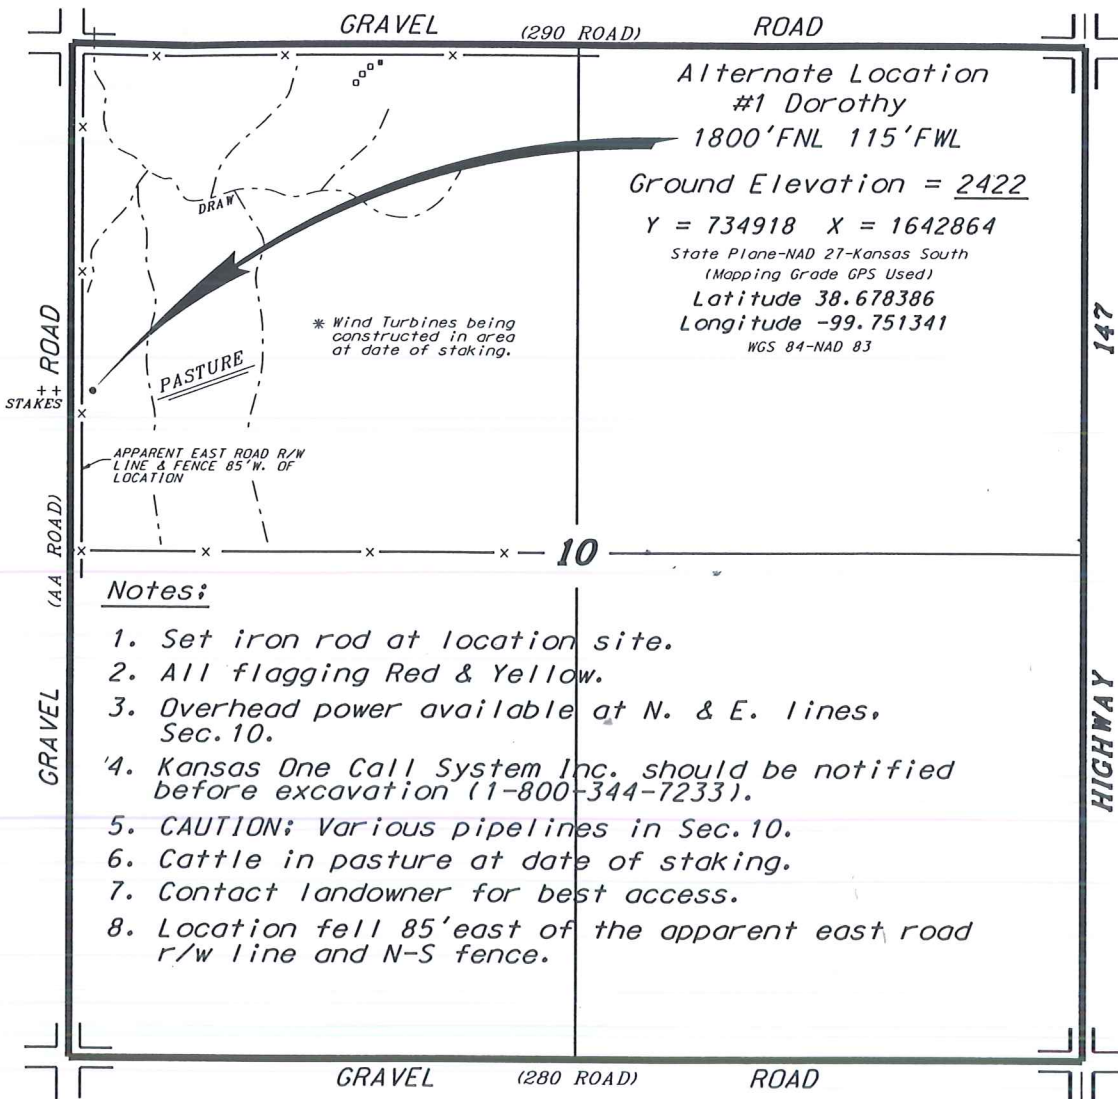 GRAVEL (290 ROAD) ROAD
Alternate Location
#1 Dorothy
1800'FNL 115'FWL
Ground Elevation = 2422
Y = 734918 X = 1642864
State Plane-NAD 27-Kansas South
(Mapping Grade GPS Used)
Latitude 38.678386
Longitude -99.751341
WGS 84-NAD 83
DRAW
* Wind Turbines being
constructed in area
at date of staking.
PASTURE
STAKES
APPARENT EAST ROAD R/W
LINE & FENCE 85'W. OF
LOCATION
GRAVEL (AA ROAD) ROAD
HIGHWAY 147
10
Notes:
1. Set iron rod at location site.
2. All flagging Red & Yellow.
3. Overhead power available at N. & E. lines,
Sec.10.
4. Kansas One Call System Inc. should be notified
before excavation (1-800-344-7233).
5. CAUTION: Various pipelines in Sec.10.
6. Cattle in pasture at date of staking.
7. Contact landowner for best access.
8. Location fell 85'east of the apparent east road
r/w line and N-S fence.
GRAVEL (280 ROAD) ROAD